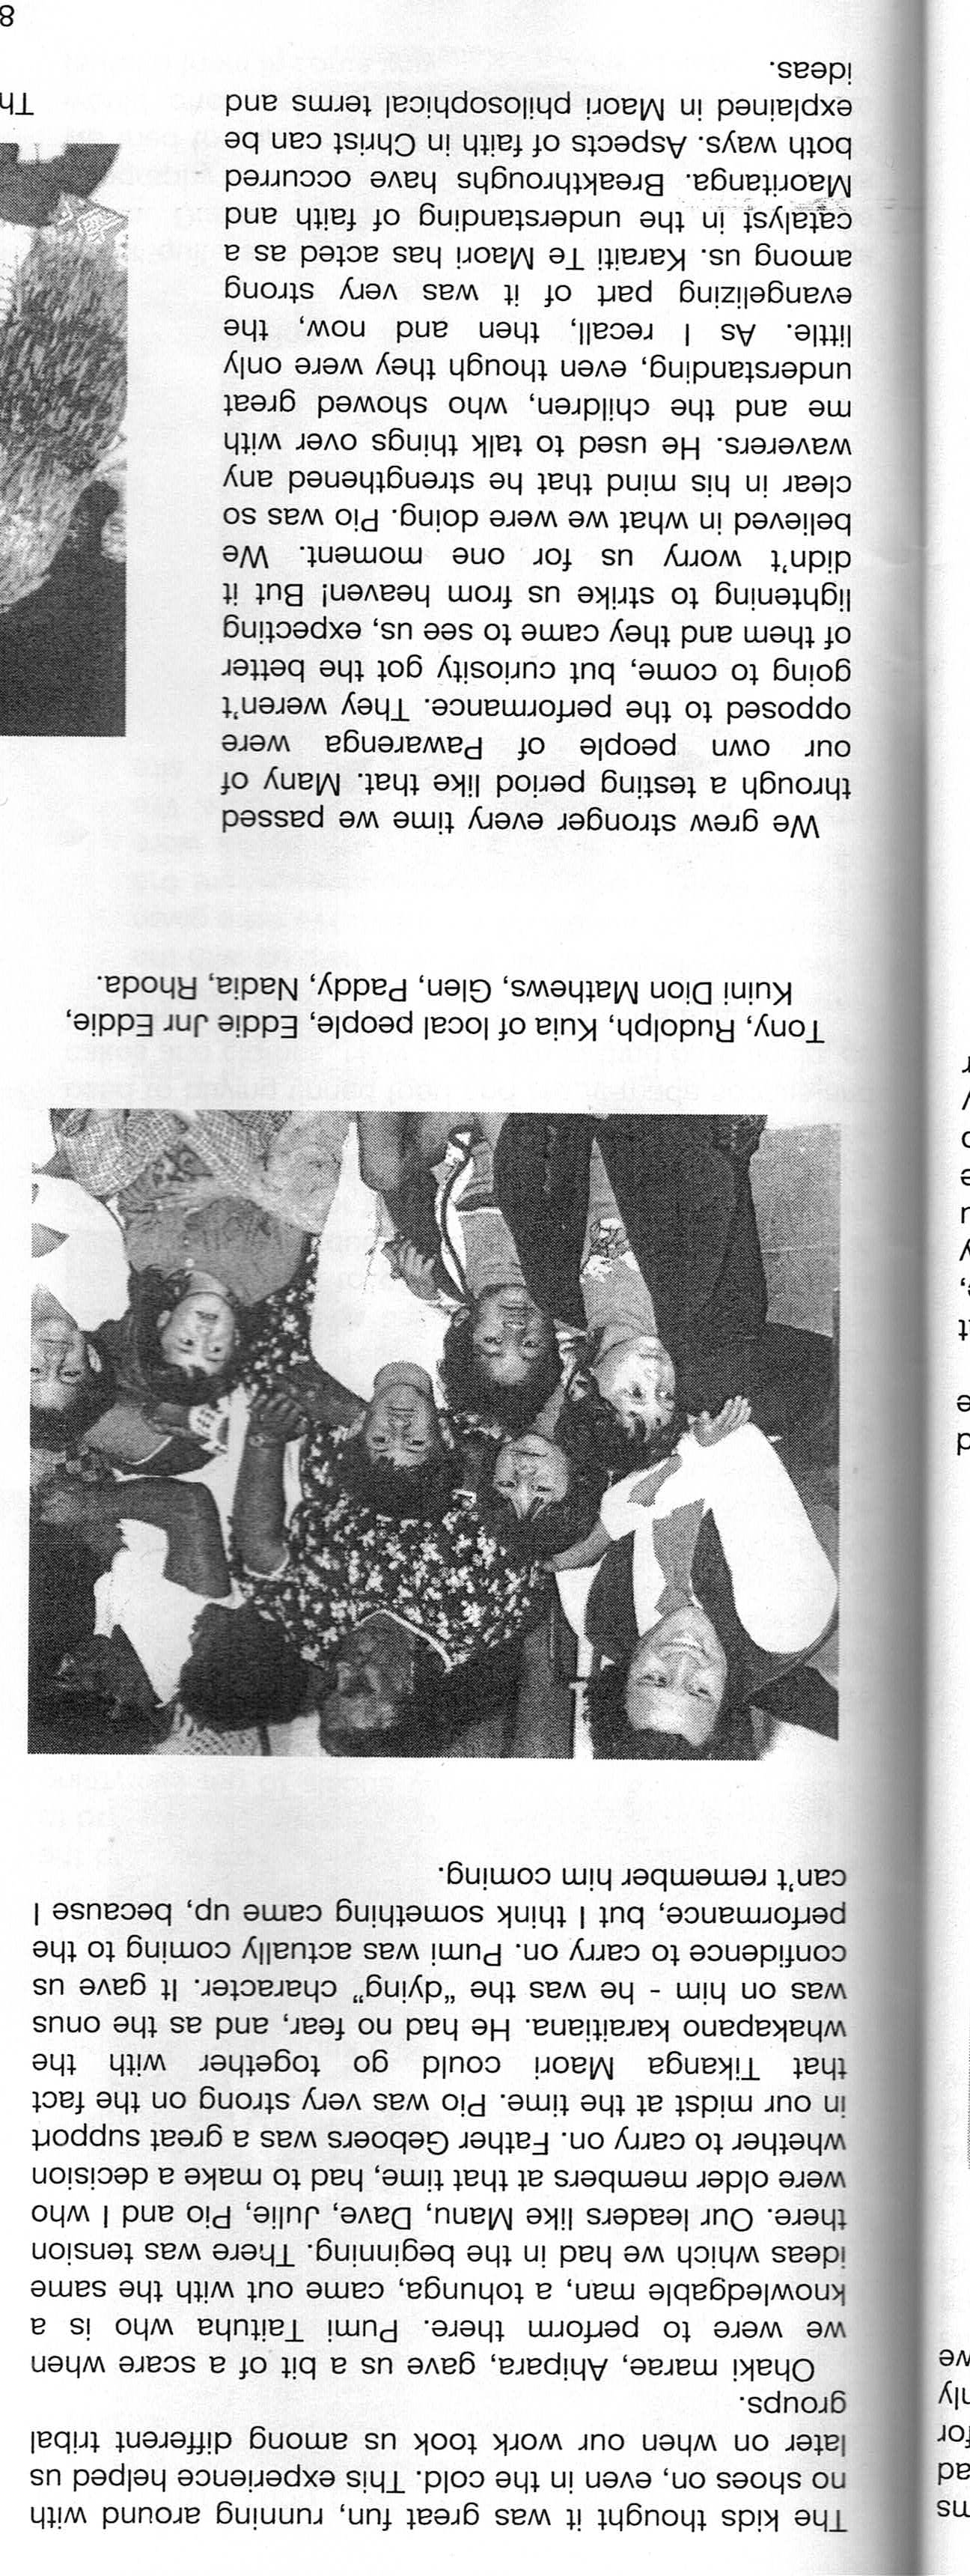 The kids thought it was great fun, running around with
no shoes on, even in the cold. This experience helped us
later on when our work took us among different tribal
groups.
Ohaki marae, Ahipara, gave us a bit of a scare when
we were to perform there. Pumi Taituha who is a
knowledgable man, a tohunga, came out with the same
ideas which we had in the beginning. There was tension
there. Our leaders like Manu, Dave, Julie, Pio and I who
were older members at that time, had to make a decision
whether to carry on. Father Geboers was a great support
in our midst at the time. Pio was very strong on the fact
that Tikanga Maori could go together with the
whakapano karaitiana. He had no fear, and as the onus
was on him - he was the “dying” character. It gave us
confidence to carry on. Pumi was actually coming to the
performance, but I think something came up, because I
can't remember him coming.
Tony, Rudolph, Kuia of local people, Eddie Jnr Eddie,
Kuini Dion Mathews, Glen, Paddy, Nadia, Rhoda.
We grew stronger every time we passed
through a testing period like that. Many of
our own people of Pawarenga were
opposed to the performance. They weren't
going to come, but curiosity got the better
of them and they came to see us, expecting
lightening to strike us from heaven! But it
didn't worry us for one moment. We
believed in what we were doing. Pio was so
clear in his mind that he strengthened any
waverers. He used to talk things over with
me and the children, who showed great
understanding, even though they were only
little. As I recall, then and now, the
evangelizing part of it was very strong
among us. Karaiti Te Maori has acted as a
catalyst in the understanding of faith and
Maoritanga. Breakthroughs have occurred
both ways. Aspects of faith in Christ can be
explained in Maori philosophical terms and
ideas.
Th
8